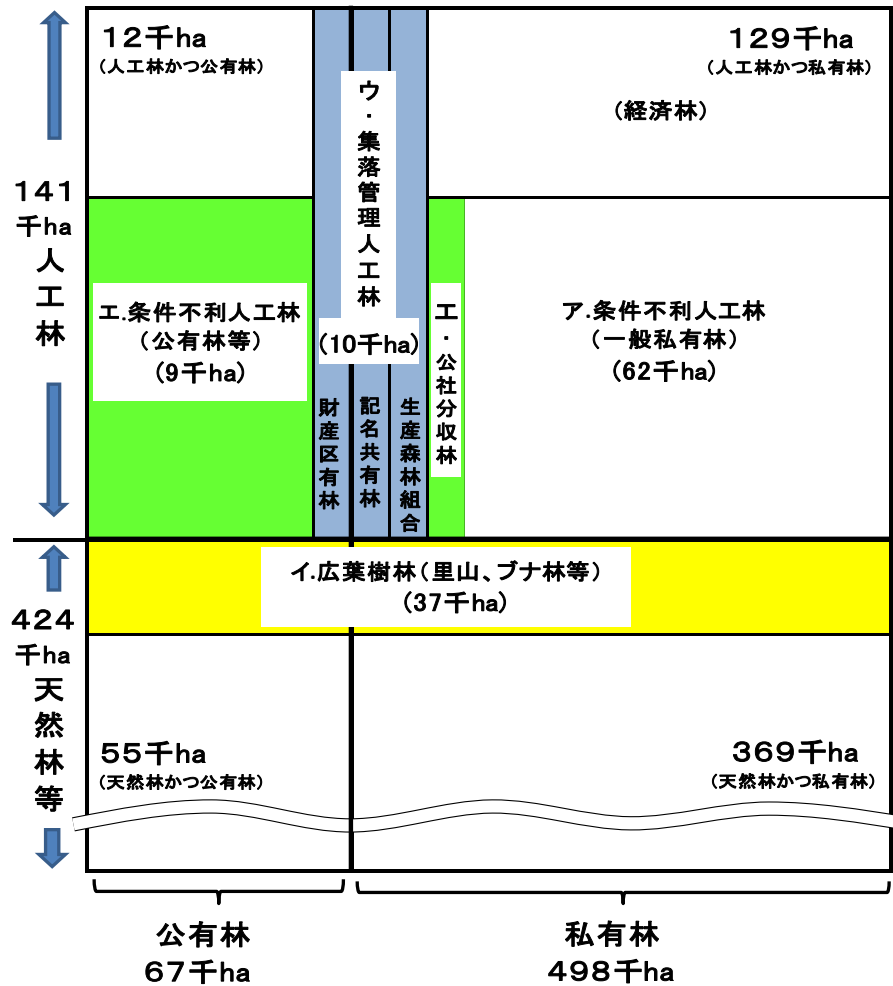 12千ha
(人工林かつ公有林)
129千ha
(人工林かつ私有林)
(経済林)
141
千ha
人工林
ウ・集落管理人工林
(10千ha)
財産区有林
記名共有林
生産森林組合
エ.条件不利人工林
(公有林等)
(9千ha)
エ・公社分収林
ア.条件不利人工林
(一般私有林)
(62千ha)
イ.広葉樹林(里山、ブナ林等)
(37千ha)
424
千ha
天然林等
55千ha
(天然林かつ公有林)
369千ha
(天然林かつ私有林)
公有林
67千ha
私有林
498千ha